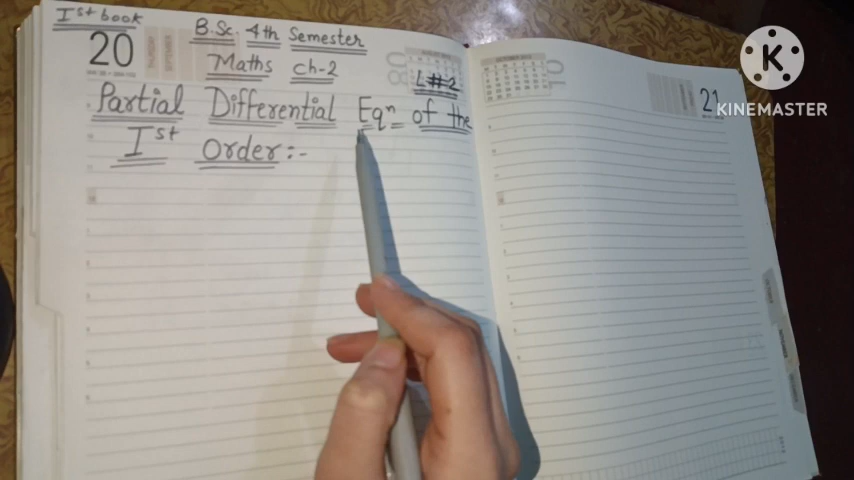 Ist book
B.Sc. 4th Semester
20
Maths ch-2
L#2
Partial Differential Eqn of the
Ist Order:-
21
K
KINEMASTER